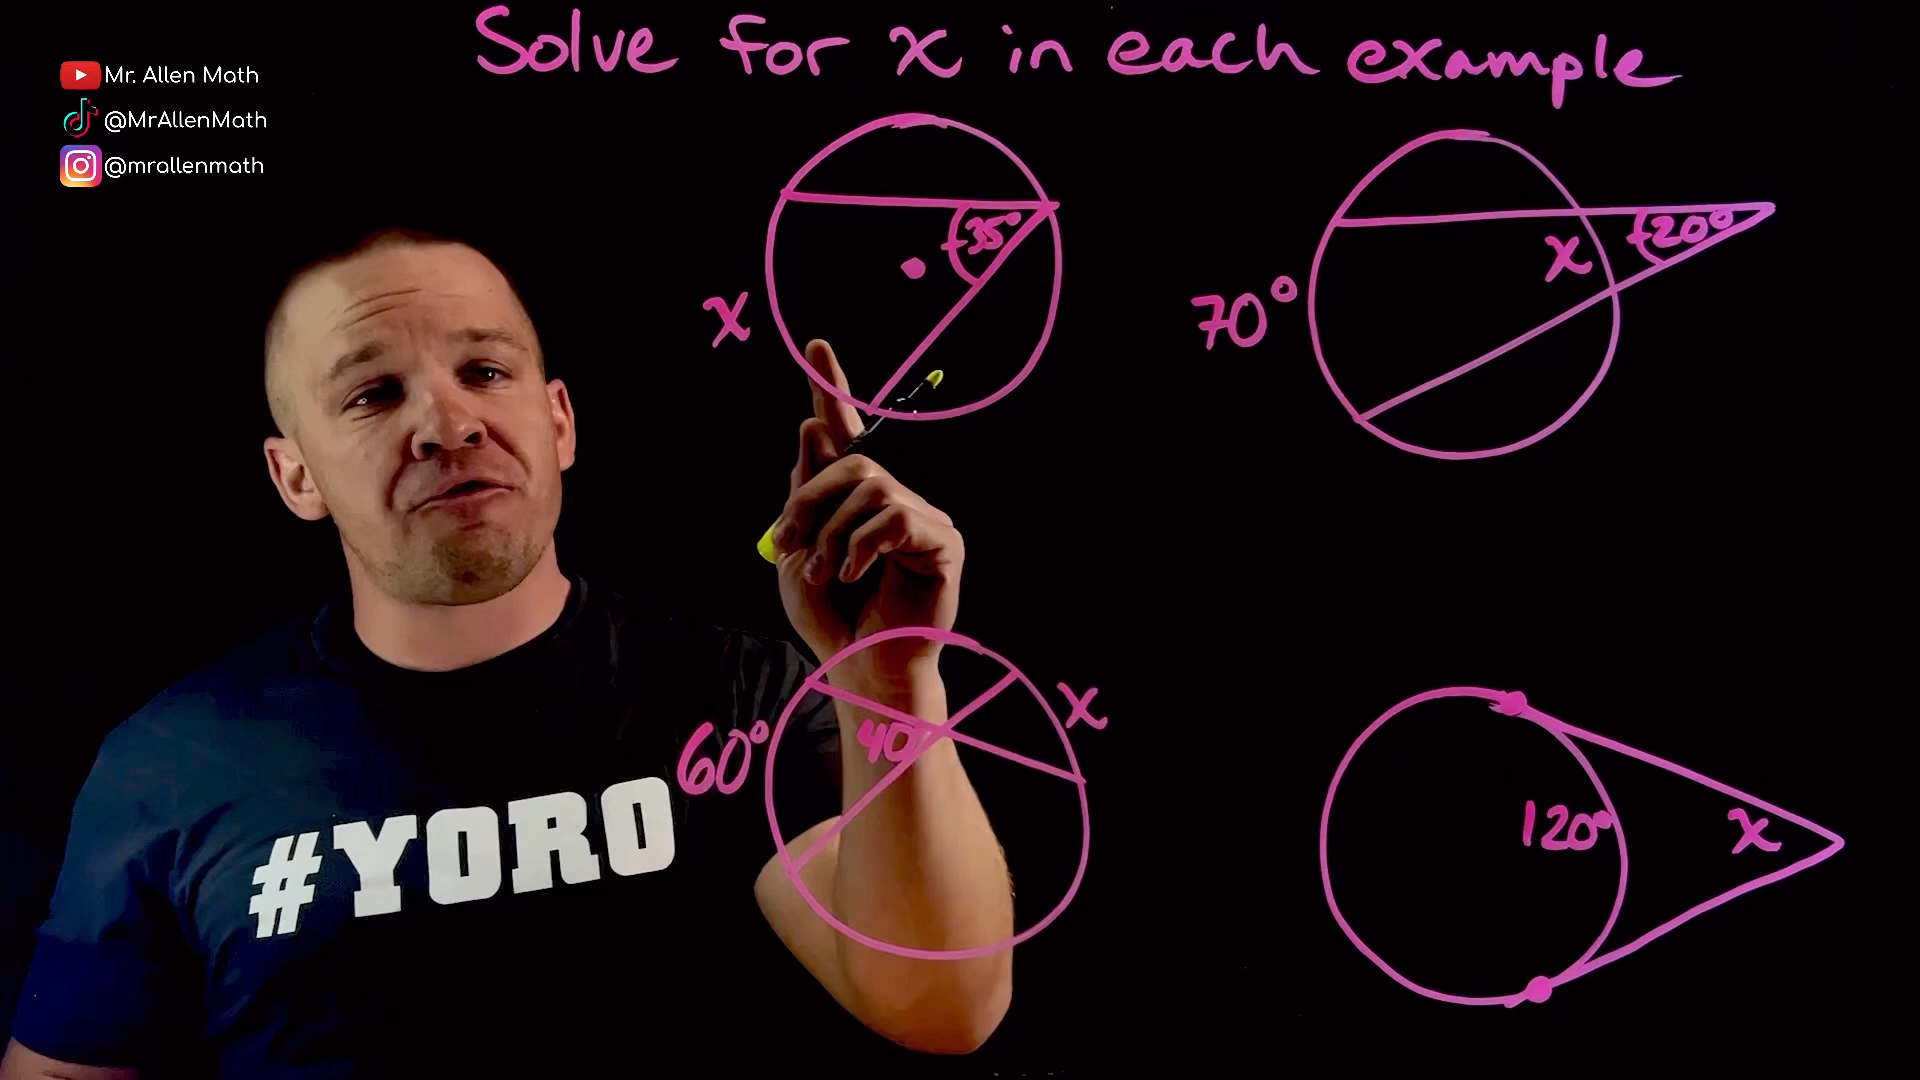 Solve for x in each example
Mr. Allen Math
@MrAllenMath
@mrallenmath
35°
x
20°
x
70°
x
40
60°
#YORO
120°
x